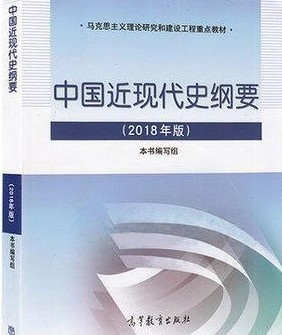 马克思主义理论研究和建设工程重点教材
中国近现代史纲要
(2018年版)
本书编写组
高等教育出版社
中国近现代史纲要
(2018年版)
本书编写组